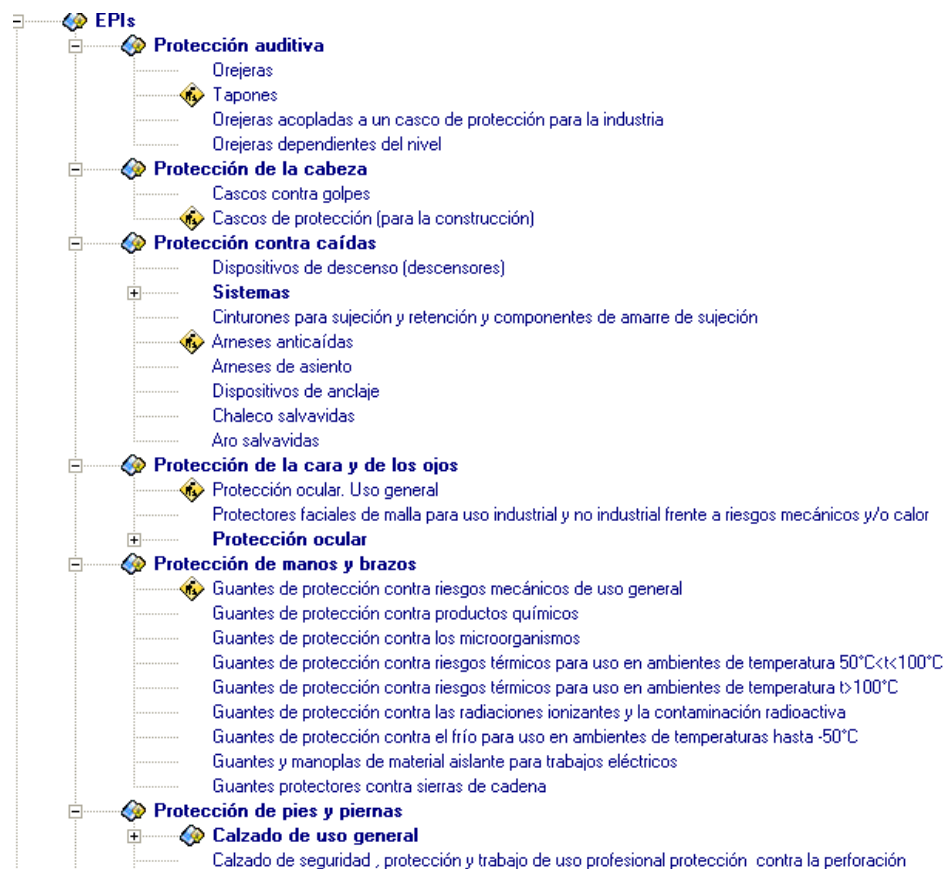 EPIs
Protección auditiva
Orejeras
Tapones
Orejeras acopladas a un casco de protección para la industria
Orejeras dependientes del nivel
Protección de la cabeza
Cascos contra golpes
Cascos de protección (para la construcción)
Protección contra caídas
Dispositivos de descenso (descensores)
Sistemas
Cinturones para sujeción y retención y componentes de amarre de sujeción
Arneses anticaídas
Arneses de asiento
Dispositivos de anclaje
Chaleco salvavidas
Aro salvavidas
Protección de la cara y de los ojos
Protección ocular. Uso general
Protectores faciales de malla para uso industrial y no industrial frente a riesgos mecánicos y/o calor
Protección ocular
Protección de manos y brazos
Guantes de protección contra riesgos mecánicos de uso general
Guantes de protección contra productos químicos
Guantes de protección contra los microorganismos
Guantes de protección contra riesgos térmicos para uso en ambientes de temperatura 50°C<t<100°C
Guantes de protección contra riesgos térmicos para uso en ambientes de temperatura t>100°C
Guantes de protección contra las radiaciones ionizantes y la contaminación radioactiva
Guantes de protección contra el frío para uso en ambientes de temperaturas hasta -50°C
Guantes y manoplas de material aislante para trabajos eléctricos
Guantes protectores contra sierras de cadena
Protección de pies y piernas
Calzado de uso general
Calzado de seguridad , protección y trabajo de uso profesional protección  contra la perforación